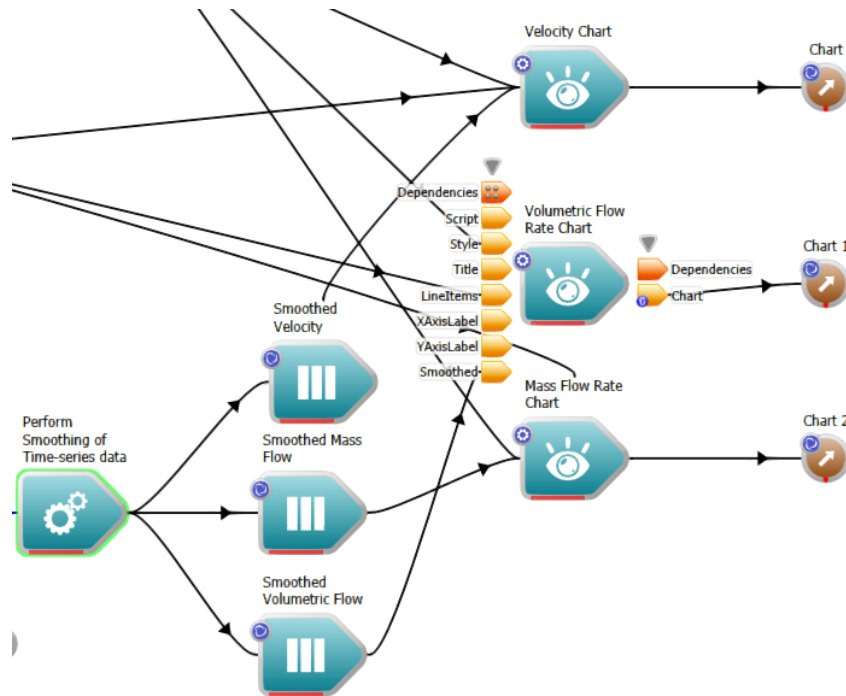 Velocity Chart
Chart
Dependencies
Script
Style
Title
LineItems
XAxisLabel
YAxisLabel
Smoothed
Volumetric Flow
Rate Chart
Dependencies
Chart
G
Chart 1
Smoothed
Velocity
Mass Flow Rate
Chart
Chart 2
Perform
Smoothing of
Time-series data
Smoothed Mass
Flow
Smoothed
Volumetric Flow